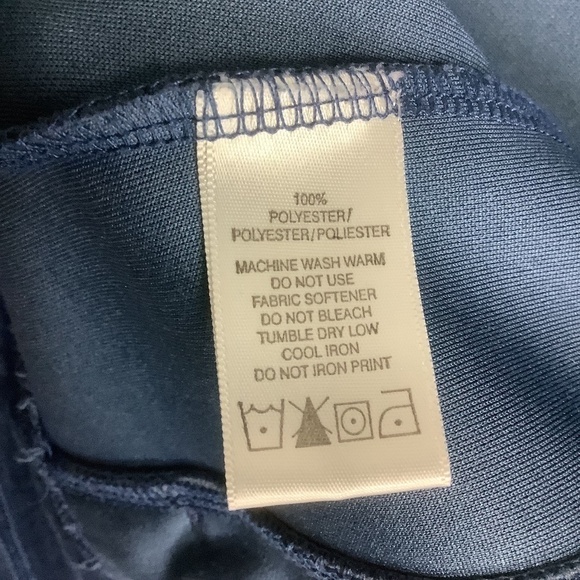 100%
POLYESTER/
POLYESTER/POLIESTER
MACHINE WASH WARM
DO NOT USE
FABRIC SOFTENER
DO NOT BLEACH
TUMBLE DRY LOW
COOL IRON
DO NOT IRON PRINT